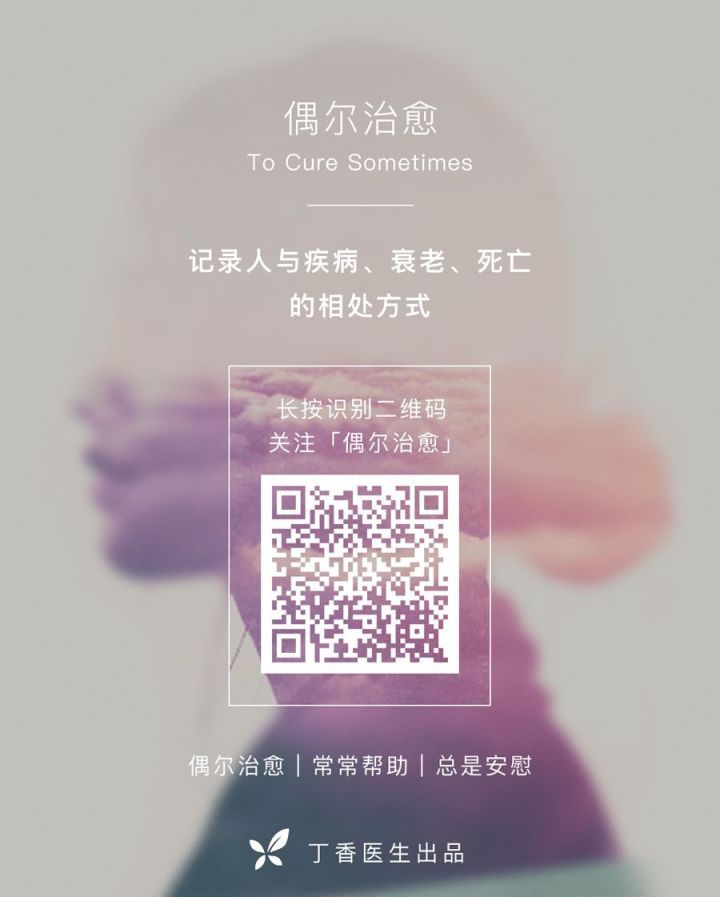 偶尔治愈
To Cure Sometimes
记录人与疾病、衰老、死亡
的相处方式
长按识别二维码
关注「偶尔治愈」
偶尔治愈 | 常常帮助 | 总是安慰
丁香医生出品